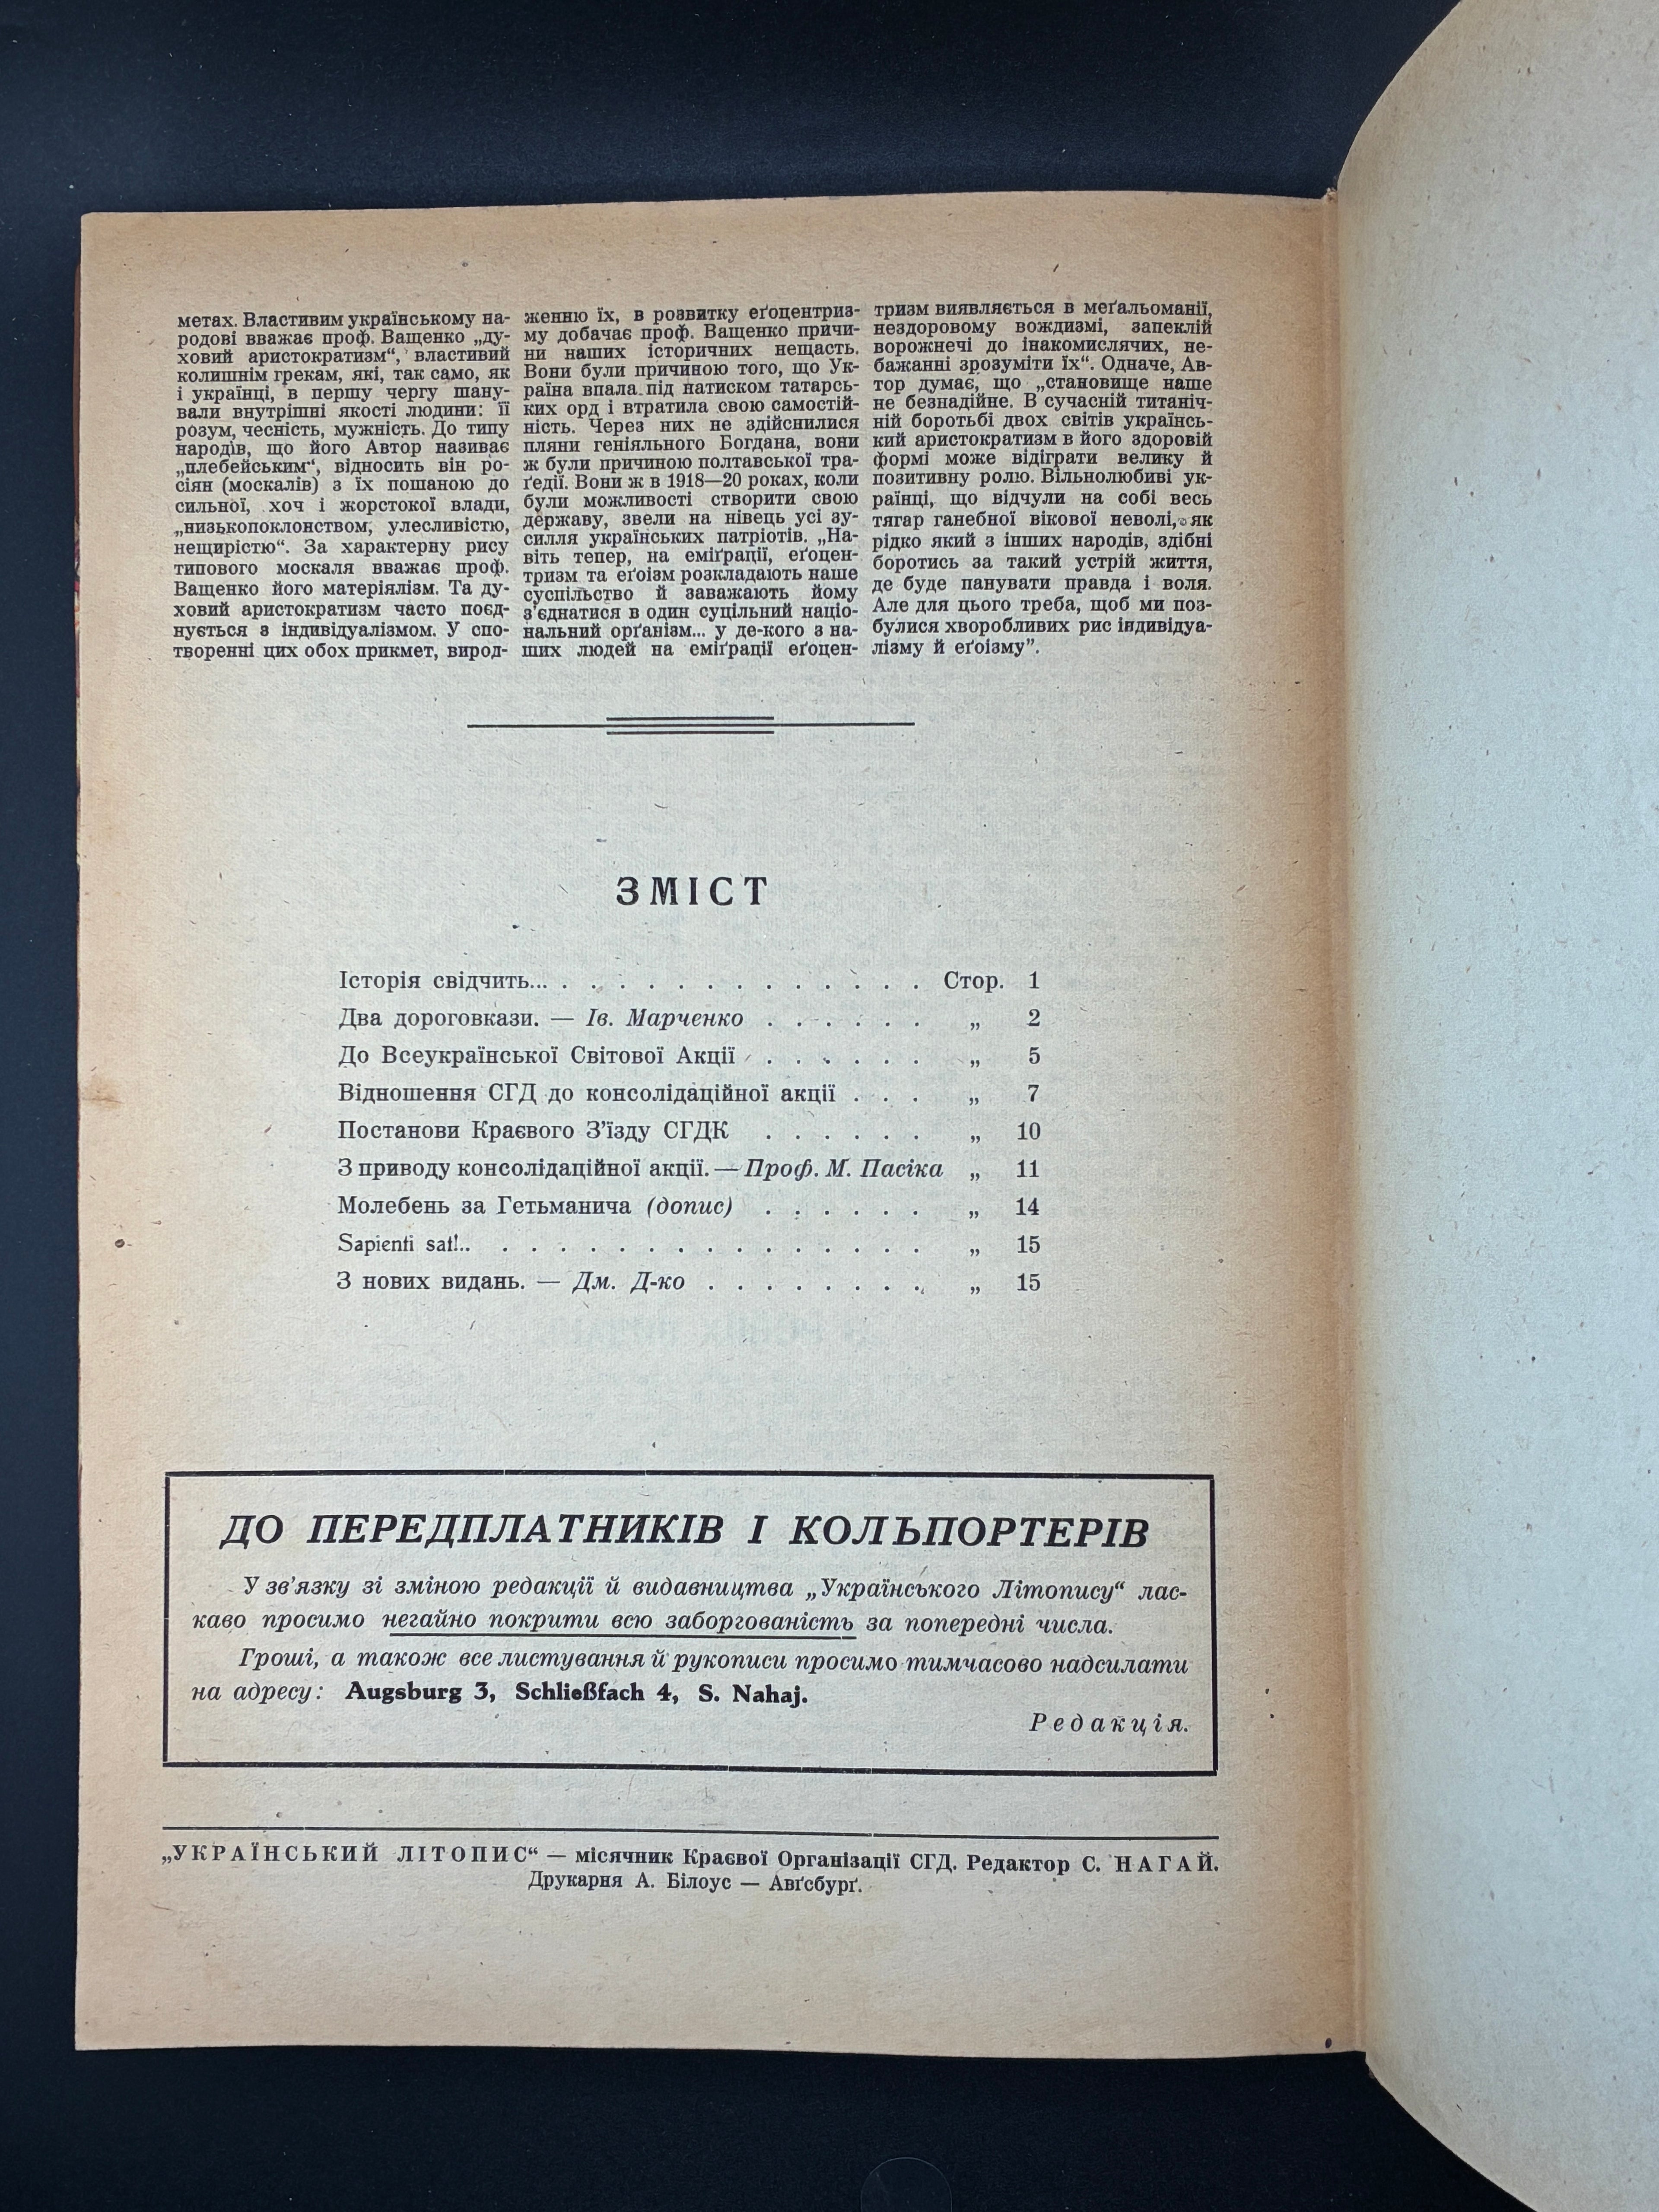 метах. Властивим українському на-
родові вважає проф. Ващенко „ду-
ховий аристократизм“, властивий
колишнім грекам, які, так само, як
і українці, в першу чергу шану-
вали внутрішні якості людини: її
розум, чесність, мужність. До типу
народів, що його Автор називає
„плебейським“, відносить він ро-
сіян (москалів) з їх пошаною до
сильної, хоч і жорстокої влади,
„низькопоклонством, улесливістю,
нещирістю“. За характерну рису
типового москаля вважає проф.
Ващенко його матеріялізм. Та ду-
ховий аристократизм часто поєд-
нується з індивідуалізмом. У спо-
творенні цих обох прикмет, вирод-
женню їх, в розвитку еґоцентриз-
му добачає проф. Ващенко причи-
ни наших історичних нещасть.
Вони були причиною того, що Ук-
раїна впала під натиском татарсь-
ких орд і втратила свою самостій-
ність. Через них не здійснилися
пляни геніяльного Богдана, вони
ж були причиною полтавської тра-
ґедії. Вони ж в 1918—20 роках, коли
були можливості створити свою
державу, звели на нівець усі зу-
силля українських патріотів. „На-
віть тепер, на еміґрації, еґоцен-
тризм та еґоізм розкладають наше
суспільство й заважають йому
з'єднатися в один суцільний націо-
нальний орґанізм... у де-кого з на-
ших людей на еміґрації еґоцен-
тризм виявляється в меґальоманії,
нездоровому вождизмі, запеклій
ворожнечі до інакомислячих, не-
бажанні зрозуміти їх“. Одначе, Ав-
тор думає, що „становище наше
не безнадійне. В сучасній титаніч-
ній боротьбі двох світів українсь-
кий аристократизм в його здоровій
формі може відіграти велику й
позитивну ролю. Вільнолюбиві ук-
раїнці, що відчули на собі весь
тягар ганебної вікової неволі, як
рідко який з інших народів, здібні
боротись за такий устрій життя,
де буде панувати правда і воля.
Але для цього треба, щоб ми поз-
булися хворобливих рис індивідуа-
лізму й еґоізму”.
ЗМІСТ
Історія свідчить... . . . . . . . . . . . . . Стор. 1
Два дороговкази. — Ів. Марченко . . . . . . „ 2
До Всеукраїнської Світової Акції . . . . . . „ 5
Відношення СГД до консолідаційної акції . . . „ 7
Постанови Краєвого З'їзду СГДК . . . . . . „ 10
З приводу консолідаційної акції. — Проф. М. Пасіка „ 11
Молебень за Гетьманича (допис) . . . . . . „ 14
Sapienti sat!.. . . . . . . . . . . . . . . . „ 15
З нових видань. — Дм. Д-ко . . . . . . . . „ 15
ДО ПЕРЕДПЛАТНИКІВ І КОЛЬПОРТЕРІВ
У зв'язку зі зміною редакції й видавництва „Українського Літопису“ лас-
каво просимо негайно покрити всю заборгованість за попередні числа.
Гроші, а також все листування й рукописи просимо тимчасово надсилати
на адресу: Augsburg 3, Schließfach 4, S. Nahaj.
Редакція.
„УКРАЇНСЬКИЙ ЛІТОПИС“ — місячник Краєвої Організації СГД. Редактор С. НАГАЙ.
Друкарня А. Білоус — Авґсбурґ.